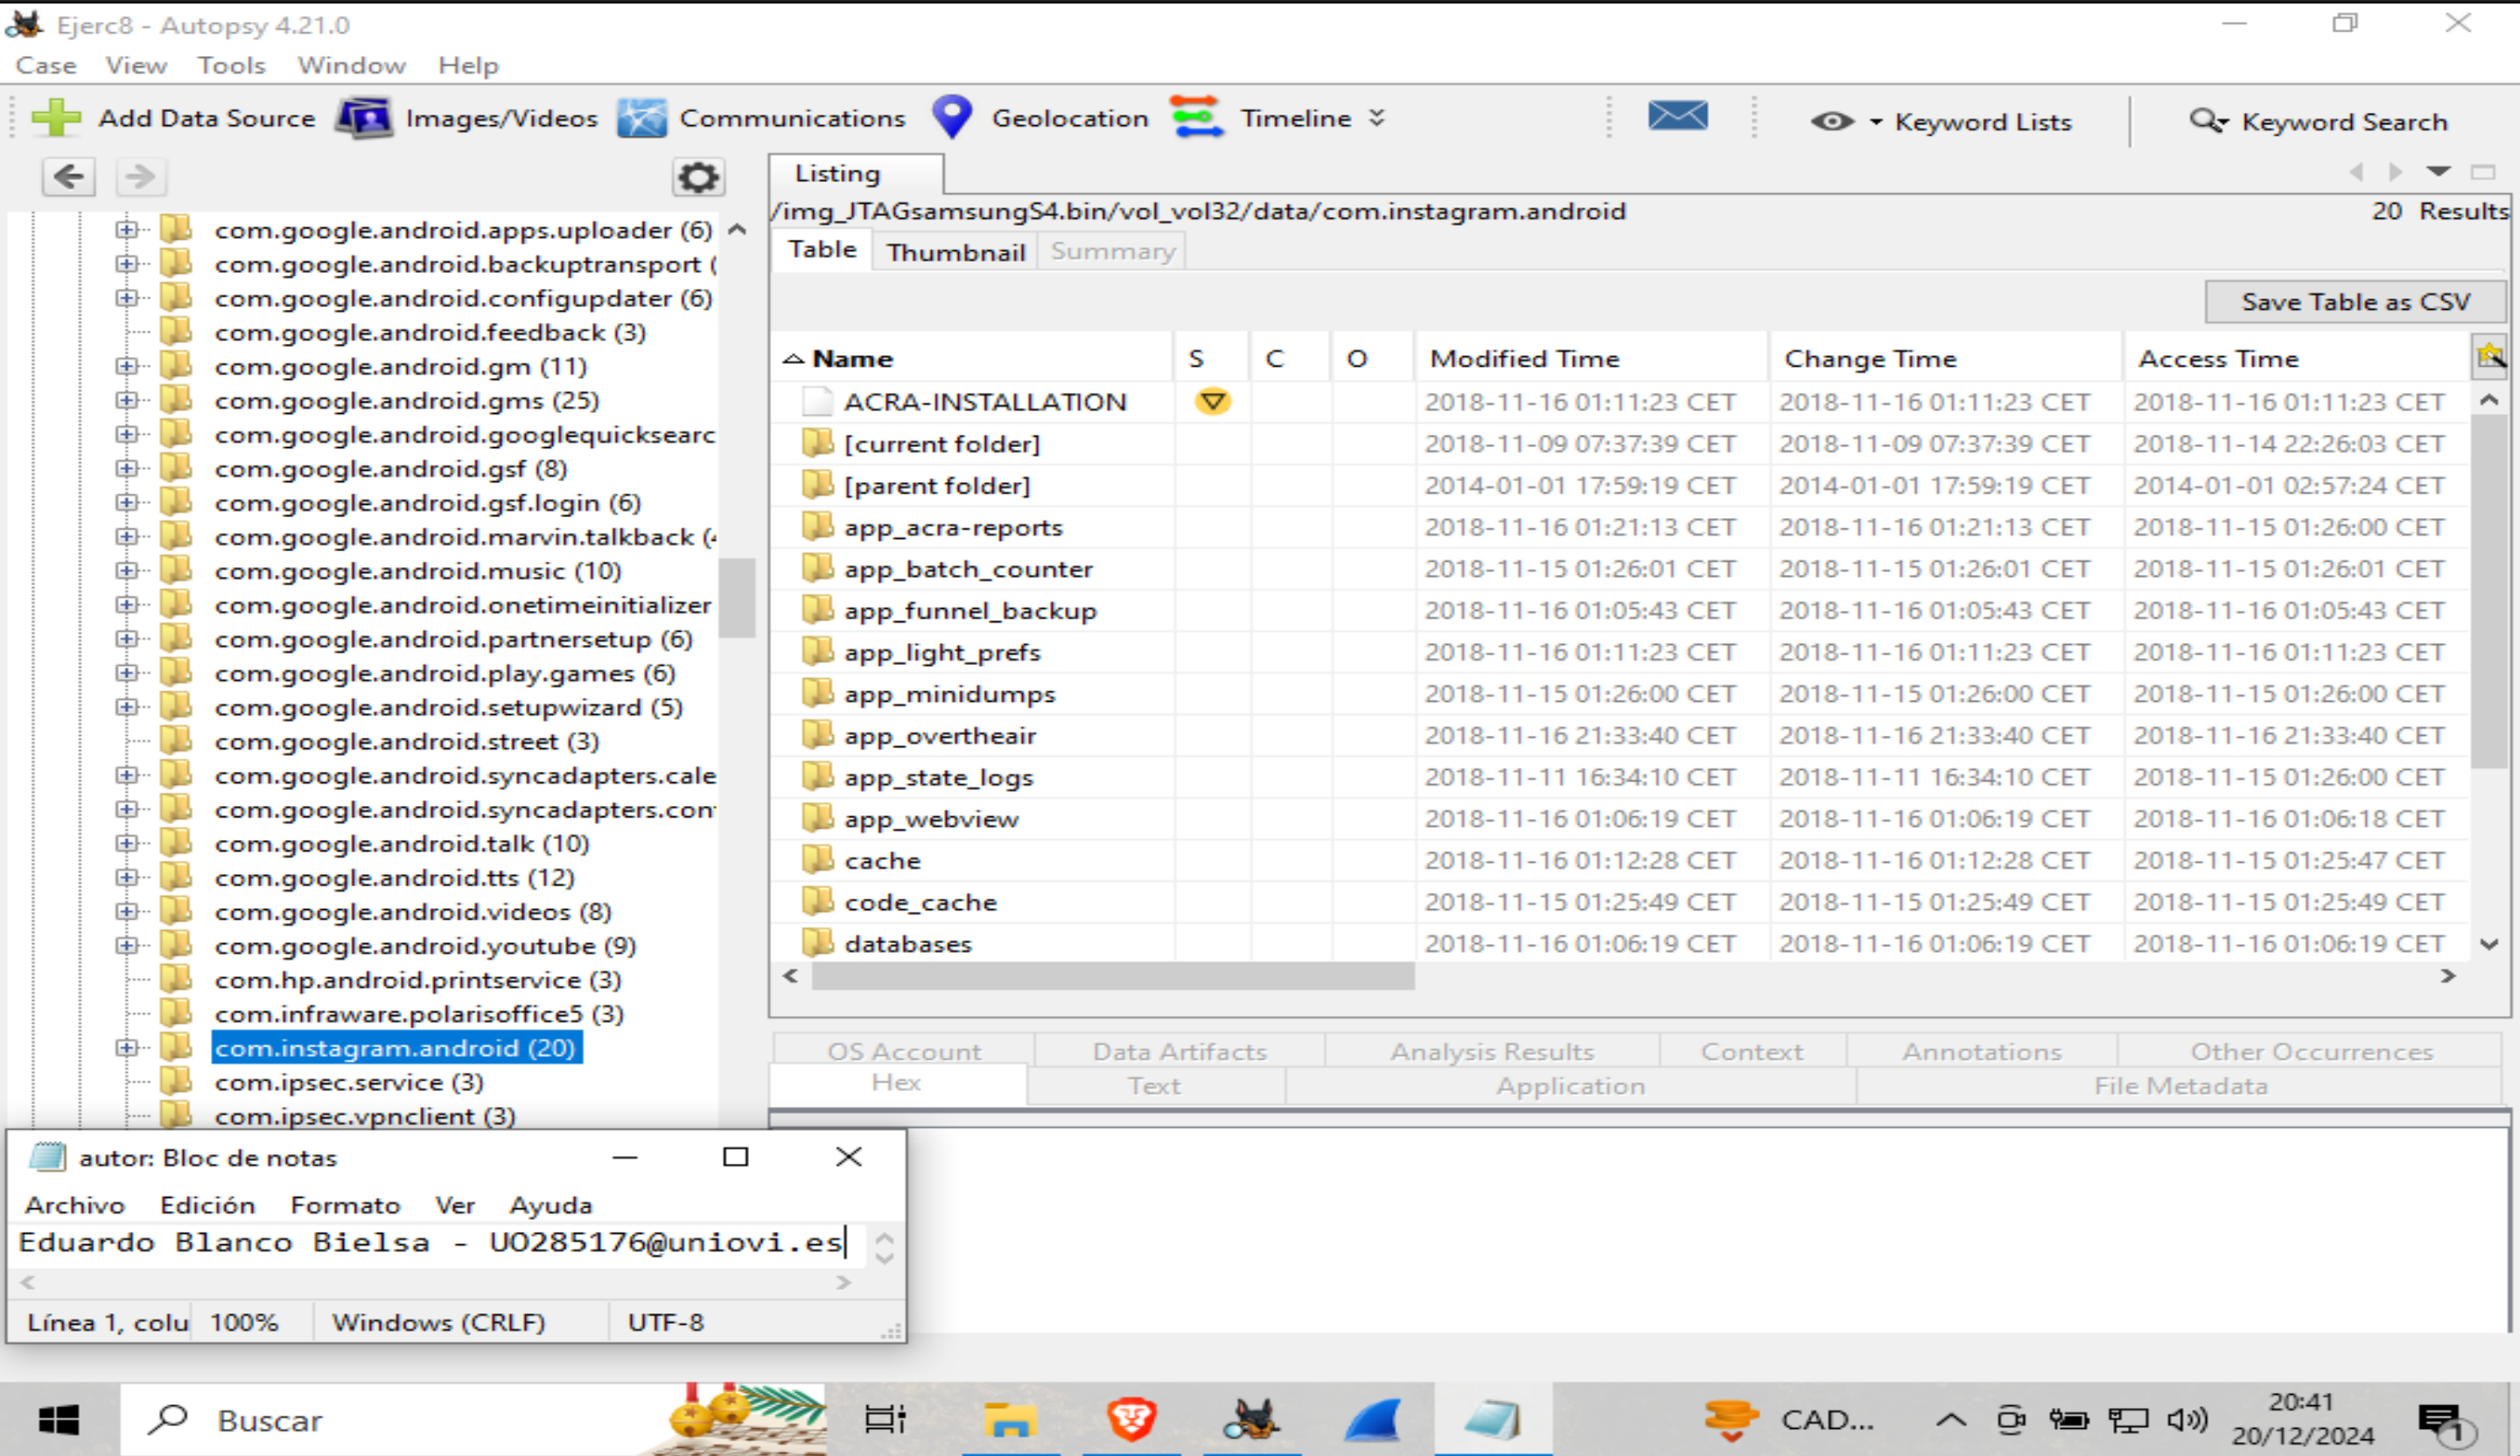 Ejerc8 - Autopsy 4.21.0
Case View Tools Window Help
Add Data Source Images/Videos Communications Geolocation Timeline Keyword Lists Keyword Search
Listing
/img_JTAGsamsungS4.bin/vol_vol32/data/com.instagram.android 20 Results
Table Thumbnail Summary
Save Table as CSV
Name S C O Modified Time Change Time Access Time
ACRA-INSTALLATION 2018-11-16 01:11:23 CET 2018-11-16 01:11:23 CET 2018-11-16 01:11:23 CET
[current folder] 2018-11-09 07:37:39 CET 2018-11-09 07:37:39 CET 2018-11-14 22:26:03 CET
[parent folder] 2014-01-01 17:59:19 CET 2014-01-01 17:59:19 CET 2014-01-01 02:57:24 CET
app_acra-reports 2018-11-16 01:21:13 CET 2018-11-16 01:21:13 CET 2018-11-15 01:26:00 CET
app_batch_counter 2018-11-15 01:26:01 CET 2018-11-15 01:26:01 CET 2018-11-15 01:26:01 CET
app_funnel_backup 2018-11-16 01:05:43 CET 2018-11-16 01:05:43 CET 2018-11-16 01:05:43 CET
app_light_prefs 2018-11-16 01:11:23 CET 2018-11-16 01:11:23 CET 2018-11-16 01:11:23 CET
app_minidumps 2018-11-15 01:26:00 CET 2018-11-15 01:26:00 CET 2018-11-15 01:26:00 CET
app_overtheair 2018-11-16 21:33:40 CET 2018-11-16 21:33:40 CET 2018-11-16 21:33:40 CET
app_state_logs 2018-11-11 16:34:10 CET 2018-11-11 16:34:10 CET 2018-11-15 01:26:00 CET
app_webview 2018-11-16 01:06:19 CET 2018-11-16 01:06:19 CET 2018-11-16 01:06:18 CET
cache 2018-11-16 01:12:28 CET 2018-11-16 01:12:28 CET 2018-11-15 01:25:47 CET
code_cache 2018-11-15 01:25:49 CET 2018-11-15 01:25:49 CET 2018-11-15 01:25:49 CET
databases 2018-11-16 01:06:19 CET 2018-11-16 01:06:19 CET 2018-11-16 01:06:19 CET
com.google.android.apps.uploader (6)
com.google.android.backuptransport (
com.google.android.configupdater (6)
com.google.android.feedback (3)
com.google.android.gm (11)
com.google.android.gms (25)
com.google.android.googlequicksearc
com.google.android.gsf (8)
com.google.android.gsf.login (6)
com.google.android.marvin.talkback (4
com.google.android.music (10)
com.google.android.onetimeinitializer
com.google.android.partnersetup (6)
com.google.android.play.games (6)
com.google.android.setupwizard (5)
com.google.android.street (3)
com.google.android.syncadapters.cale
com.google.android.syncadapters.con
com.google.android.talk (10)
com.google.android.tts (12)
com.google.android.videos (8)
com.google.android.youtube (9)
com.hp.android.printservice (3)
com.infraware.polarisoffice5 (3)
com.instagram.android (20)
com.ipsec.service (3)
com.ipsec.vpnclient (3)
OS Account Data Artifacts Analysis Results Context Annotations Other Occurrences
Hex Text Application File Metadata
autor: Bloc de notas
Archivo Edición Formato Ver Ayuda
Eduardo Blanco Bielsa - UO285176@uniovi.es
Línea 1, colu 100% Windows (CRLF) UTF-8
Buscar CAD... 20:41
20/12/2024 1